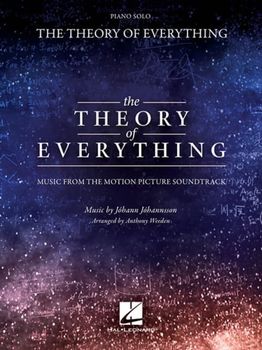 PIANO SOLO
THE THEORY OF EVERYTHING
the
THEORY
of
EVERYTHING
MUSIC FROM THE MOTION PICTURE SOUNDTRACK
Music by Jóhann Jóhannsson
Arranged by Anthony Weeden
HAL•LEONARD